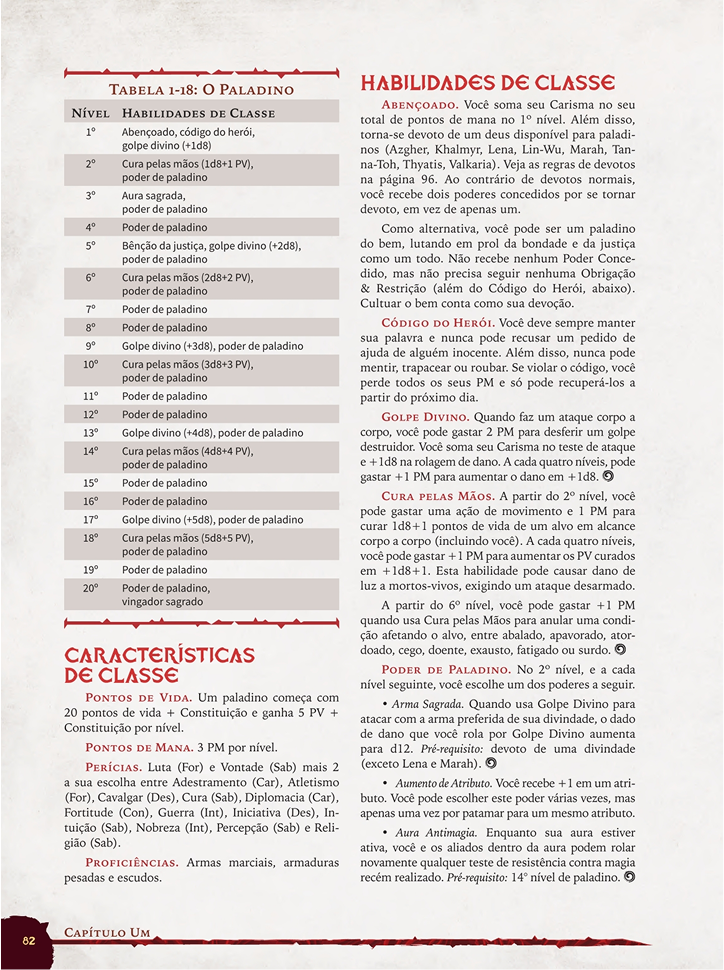 TABELA 1-18: O PALADINO
NÍVEL HABILIDADES DE CLASSE
1º Abençoado, código do herói,
golpe divino (+1d8)
2º Cura pelas mãos (1d8+1 PV),
poder de paladino
3º Aura sagrada,
poder de paladino
4º Poder de paladino
5º Bênção da justiça, golpe divino (+2d8),
poder de paladino
6º Cura pelas mãos (2d8+2 PV),
poder de paladino
7º Poder de paladino
8º Poder de paladino
9º Golpe divino (+3d8), poder de paladino
10º Cura pelas mãos (3d8+3 PV),
poder de paladino
11º Poder de paladino
12º Poder de paladino
13º Golpe divino (+4d8), poder de paladino
14º Cura pelas mãos (4d8+4 PV),
poder de paladino
15º Poder de paladino
16º Poder de paladino
17º Golpe divino (+5d8), poder de paladino
18º Cura pelas mãos (5d8+5 PV),
poder de paladino
19º Poder de paladino
20º Poder de paladino,
vingador sagrado
CARACTERÍSTICAS
DE CLASSE
PONTOS DE VIDA. Um paladino começa com
20 pontos de vida + Constituição e ganha 5 PV +
Constituição por nível.
PONTOS DE MANA. 3 PM por nível.
PERÍCIAS. Luta (For) e Vontade (Sab) mais 2
a sua escolha entre Adestramento (Car), Atletismo
(For), Cavalgar (Des), Cura (Sab), Diplomacia (Car),
Fortitude (Con), Guerra (Int), Iniciativa (Des), In-
tuição (Sab), Nobreza (Int), Percepção (Sab) e Reli-
gião (Sab).
PROFICIÊNCIAS. Armas marciais, armaduras
pesadas e escudos.
HABILIDADES DE CLASSE
ABENÇOADO. Você soma seu Carisma no seu
total de pontos de mana no 1º nível. Além disso,
torna-se devoto de um deus disponível para paladi-
nos (Azgher, Khalmyr, Lena, Lin-Wu, Marah, Tan-
na-Toh, Thyatis, Valkaria). Veja as regras de devotos
na página 96. Ao contrário de devotos normais,
você recebe dois poderes concedidos por se tornar
devoto, em vez de apenas um.
Como alternativa, você pode ser um paladino
do bem, lutando em prol da bondade e da justiça
como um todo. Não recebe nenhum Poder Conce-
dido, mas não precisa seguir nenhuma Obrigação
& Restrição (além do Código do Herói, abaixo).
Cultuar o bem conta como sua devoção.
CÓDIGO DO HERÓI. Você deve sempre manter
sua palavra e nunca pode recusar um pedido de
ajuda de alguém inocente. Além disso, nunca pode
mentir, trapacear ou roubar. Se violar o código, você
perde todos os seus PM e só pode recuperá-los a
partir do próximo dia.
GOLPE DIVINO. Quando faz um ataque corpo a
corpo, você pode gastar 2 PM para desferir um golpe
destruidor. Você soma seu Carisma no teste de ataque
e +1d8 na rolagem de dano. A cada quatro níveis, pode
gastar +1 PM para aumentar o dano em +1d8.
CURA PELAS MÃOS. A partir do 2º nível, você
pode gastar uma ação de movimento e 1 PM para
curar 1d8+1 pontos de vida de um alvo em alcance
corpo a corpo (incluindo você). A cada quatro níveis,
você pode gastar +1 PM para aumentar os PV curados
em +1d8+1. Esta habilidade pode causar dano de
luz a mortos-vivos, exigindo um ataque desarmado.
A partir do 6º nível, você pode gastar +1 PM
quando usa Cura pelas Mãos para anular uma condi-
ção afetando o alvo, entre abalado, apavorado, ator-
doado, cego, doente, exausto, fatigado ou surdo.
PODER DE PALADINO. No 2º nível, e a cada
nível seguinte, você escolhe um dos poderes a seguir.
• Arma Sagrada. Quando usa Golpe Divino para
atacar com a arma preferida de sua divindade, o dado
de dano que você rola por Golpe Divino aumenta
para d12. Pré-requisito: devoto de uma divindade
(exceto Lena e Marah).
• Aumento de Atributo. Você recebe +1 em um atri-
buto. Você pode escolher este poder várias vezes, mas
apenas uma vez por patamar para um mesmo atributo.
• Aura Antimagia. Enquanto sua aura estiver
ativa, você e os aliados dentro da aura podem rolar
novamente qualquer teste de resistência contra magia
recém realizado. Pré-requisito: 14º nível de paladino.
82
CAPÍTULO UM